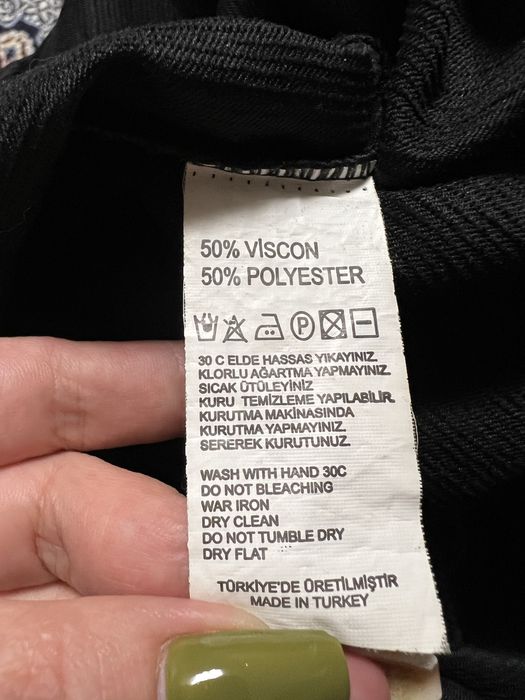 50% VİSCON
50% POLYESTER
P
30 C ELDE HASSAS YIKAYINIZ.
KLORLU AĞARTMA YAPMAYINIZ.
SICAK ÜTÜLEYİNİZ
KURU TEMİZLEME YAPILABİLİR.
KURUTMA MAKİNASINDA
KURUTMA YAPMAYINIZ.
SEREREK KURUTUNUZ.
WASH WITH HAND 30C
DO NOT BLEACHING
WAR IRON
DRY CLEAN
DO NOT TUMBLE DRY
DRY FLAT
TÜRKİYE'DE ÜRETİLMİŞTİR
MADE IN TURKEY